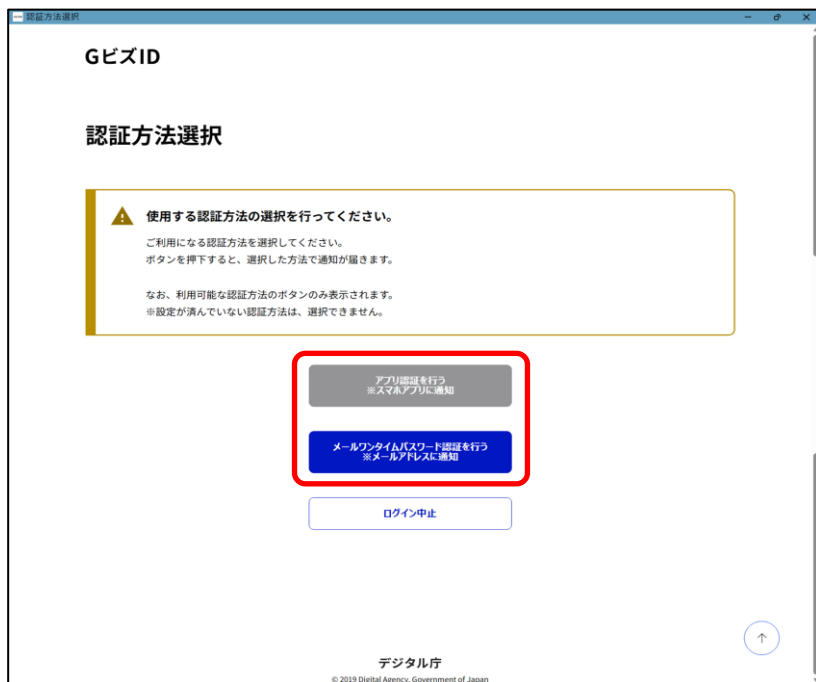 認証方法選択
GビズID
認証方法選択
使用する認証方法の選択を行ってください。
ご利用になる認証方法を選択してください。
ボタンを押下すると、選択した方法で通知が届きます。
なお、利用可能な認証方法のボタンのみ表示されます。
※設定が済んでいない認証方法は、選択できません。
アプリ認証を行う
※スマホアプリに通知
メールワンタイムパスワード認証を行う
※メールアドレスに通知
ログイン中止
デジタル庁
© 2019 Digital Agency, Government of Japan